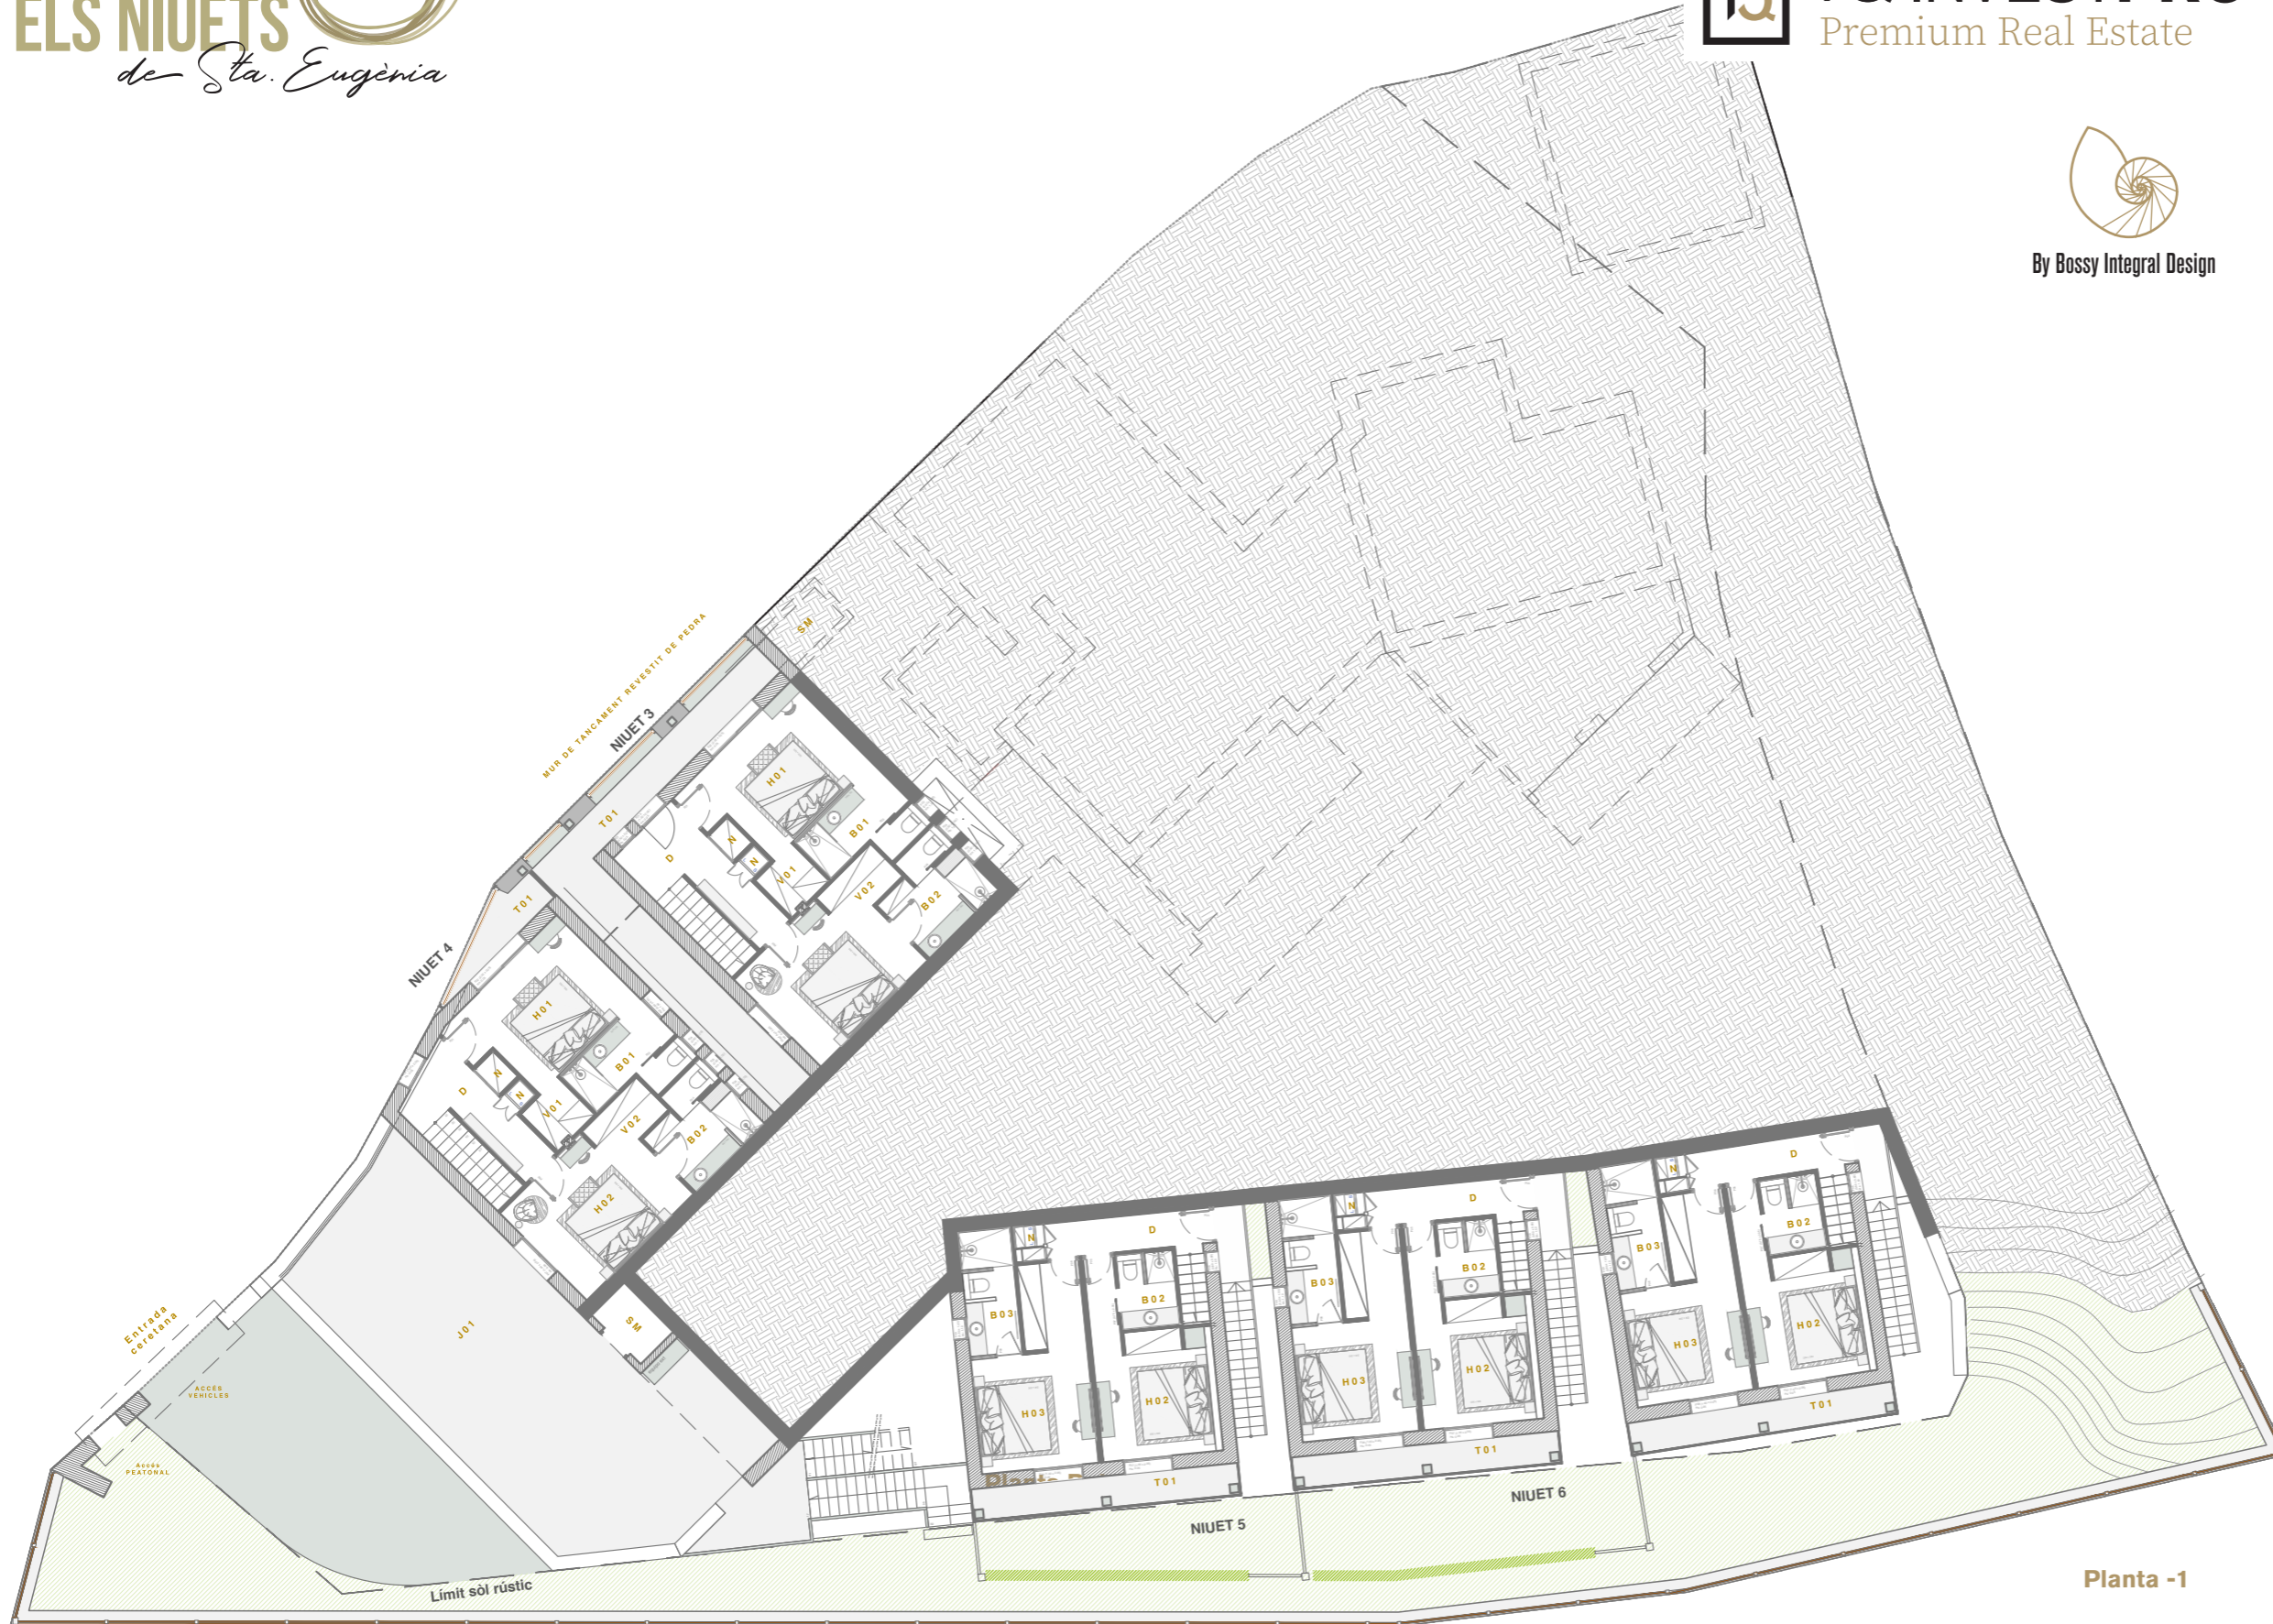 ELS NIUETS
de Sta. Eugènia
Premium Real Estate
By Bossy Integral Design
MUR DE TANCAMENT REVESTIT DE PEDRA
SM
NIUET 3
T01
H01
B01
D
N
N
V01
V02
B02
NIUET 4
T01
H01
B01
D
N
N
V01
V02
B02
H02
SM
J01
Entrada
ceretana
ACCÉS
VEHICLES
Accés
PEATONAL
Límit sòl rústic
N
D
B03
B02
H03
H02
T01
NIUET 5
N
D
B03
B02
H03
H02
T01
NIUET 6
N
D
B03
B02
H03
H02
T01
Planta -1